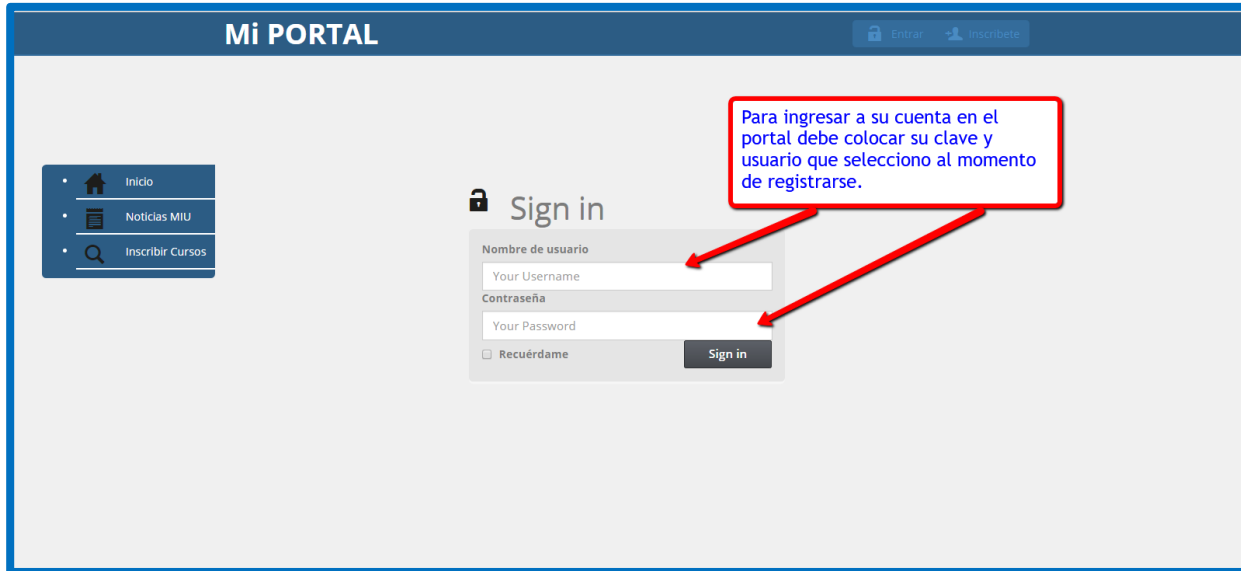 Mi PORTAL
Entrar
Inscribete
Para ingresar a su cuenta en el
portal debe colocar su clave y
usuario que selecciono al momento
de registrarse.
Inicio
Noticias MIU
Inscribir Cursos
Sign in
Nombre de usuario
Your Username
Contraseña
Your Password
Recuérdame
Sign in